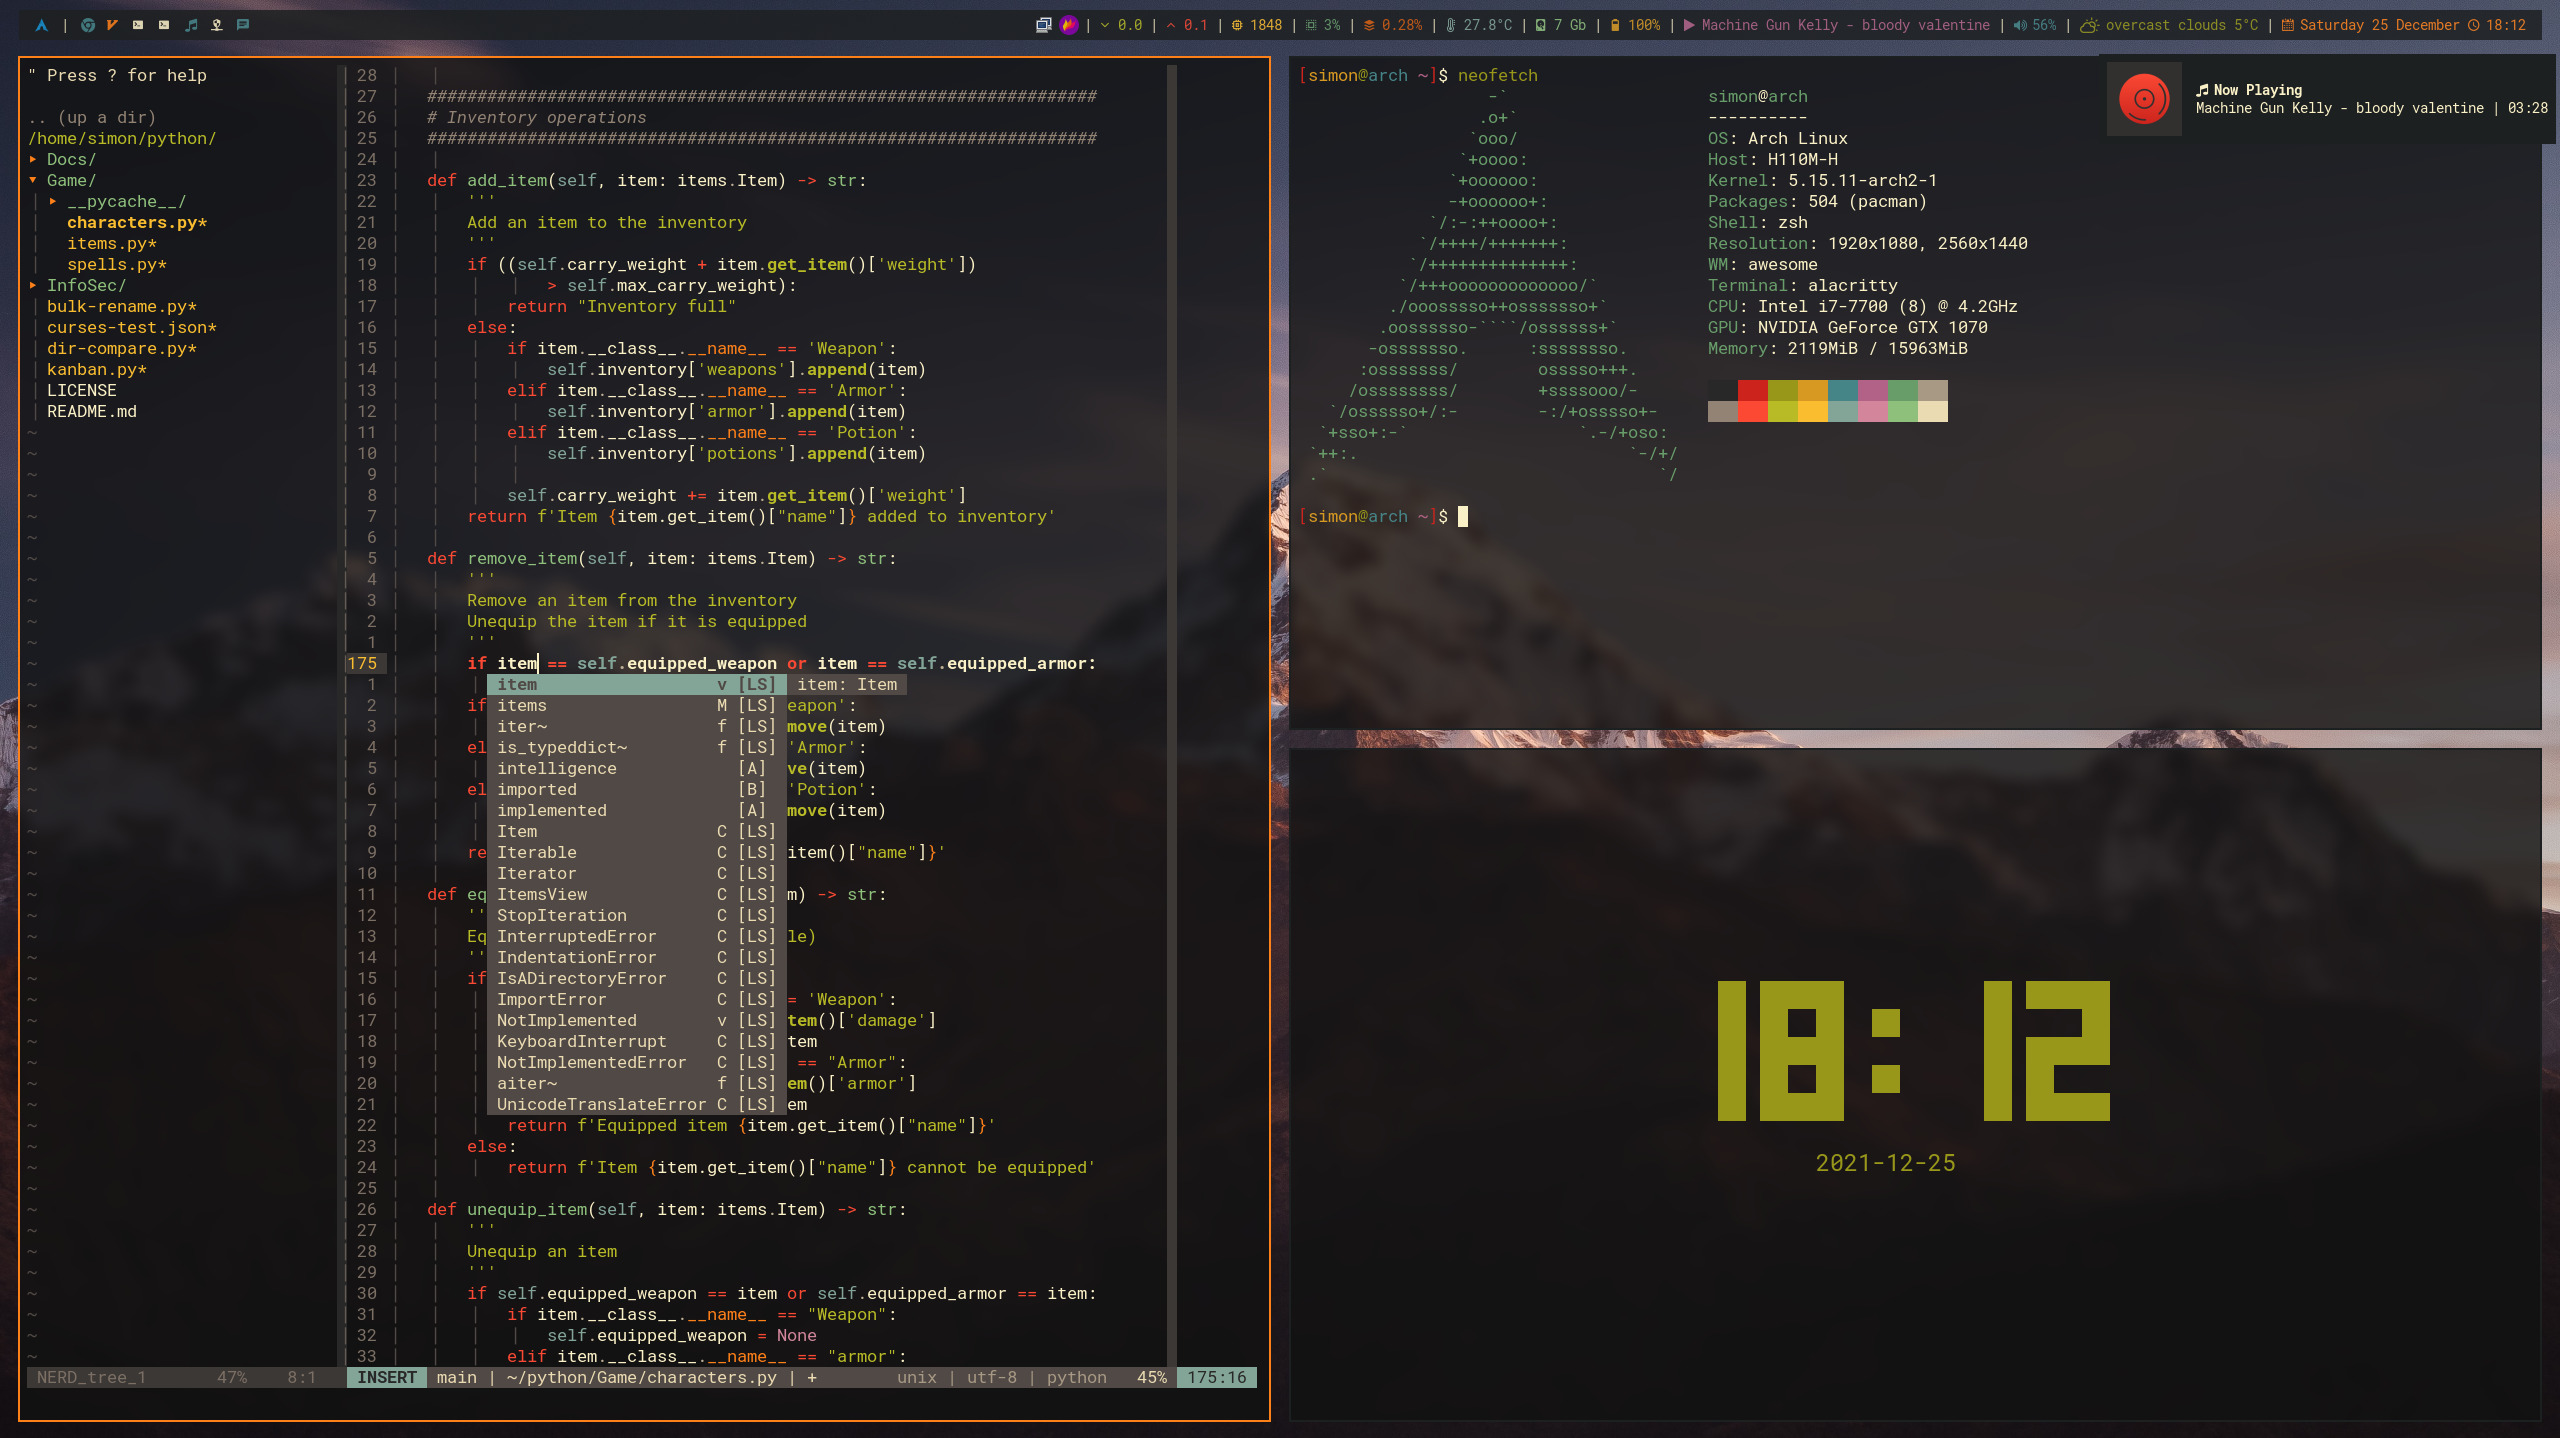 | 0.0 | 0.1 | 1848 | 3% | 0.28% | 27.8°C | 7 Gb | 100% | Machine Gun Kelly - bloody valentine | 56% | overcast clouds 5°C | Saturday 25 December 18:12
" Press ? for help
.. (up a dir)
/home/simon/python/
▸ Docs/
▾ Game/
▸ __pycache__/
characters.py*
items.py*
spells.py*
▸ InfoSec/
bulk-rename.py*
curses-test.json*
dir-compare.py*
kanban.py*
LICENSE
README.md
28
27 ###################################################################
26 # Inventory operations
25 ###################################################################
24
23 def add_item(self, item: items.Item) -> str:
22 '''
21 Add an item to the inventory
20 '''
19 if ((self.carry_weight + item.get_item()['weight'])
18 > self.max_carry_weight):
17 return "Inventory full"
16 else:
15 if item.__class__.__name__ == 'Weapon':
14 self.inventory['weapons'].append(item)
13 elif item.__class__.__name__ == 'Armor':
12 self.inventory['armor'].append(item)
11 elif item.__class__.__name__ == 'Potion':
10 self.inventory['potions'].append(item)
9
8 self.carry_weight += item.get_item()['weight']
7 return f'Item {item.get_item()["name"]} added to inventory'
6
5 def remove_item(self, item: items.Item) -> str:
4 '''
3 Remove an item from the inventory
2 Unequip the item if it is equipped
1 '''
175 if item == self.equipped_weapon or item == self.equipped_armor:
1 item v [LS] item: Item
2 if items M [LS] eapon':
3 iter~ f [LS] move(item)
4 el is_typeddict~ f [LS] 'Armor':
5 intelligence [A] ve(item)
6 el imported [B] 'Potion':
7 implemented [A] move(item)
8 Item C [LS]
9 re Iterable C [LS] item()["name"]}'
10 Iterator C [LS]
11 def eq ItemsView C [LS] m) -> str:
12 '' StopIteration C [LS]
13 Eq InterruptedError C [LS] le)
14 '' IndentationError C [LS]
15 if IsADirectoryError C [LS]
16 ImportError C [LS] = 'Weapon':
17 NotImplemented v [LS] tem()['damage']
18 KeyboardInterrupt C [LS] tem
19 NotImplementedError C [LS] == "Armor":
20 aiter~ f [LS] em()['armor']
21 UnicodeTranslateError C [LS] em
22 return f'Equipped item {item.get_item()["name"]}'
23 else:
24 return f'Item {item.get_item()["name"]} cannot be equipped'
25
26 def unequip_item(self, item: items.Item) -> str:
27 '''
28 Unequip an item
29 '''
30 if self.equipped_weapon == item or self.equipped_armor == item:
31 if item.__class__.__name__ == "Weapon":
32 self.equipped_weapon = None
33 elif item.__class__.__name__ == "armor":
NERD_tree_1 47% 8:1 INSERT main | ~/python/Game/characters.py | + unix | utf-8 | python 45% 175:16
[simon@arch ~]$ neofetch
simon@arch
----------
OS: Arch Linux
Host: H110M-H
Kernel: 5.15.11-arch2-1
Packages: 504 (pacman)
Shell: zsh
Resolution: 1920x1080, 2560x1440
WM: awesome
Terminal: alacritty
CPU: Intel i7-7700 (8) @ 4.2GHz
GPU: NVIDIA GeForce GTX 1070
Memory: 2119MiB / 15963MiB
[simon@arch ~]$
Now Playing
Machine Gun Kelly - bloody valentine | 03:28
18:12
2021-12-25